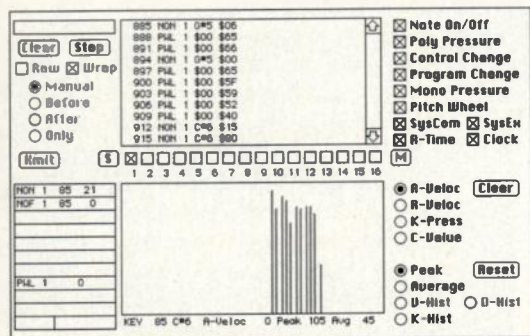 Clear Stop
Raw Wrap
Manual
Before
After
Only
Xmit
885 NON 1 G#5 $06
888 PWL 1 $00 $65
891 PWL 1 $00 $66
894 NON 1 G#5 $00
897 PWL 1 $00 $65
900 PWL 1 $00 $5F
903 PWL 1 $00 $59
906 PWL 1 $00 $52
909 PWL 1 $00 $40
912 NON 1 C#6 $15
915 NON 1 C#6 $00
Note On/Off
Poly Pressure
Control Change
Program Change
Mono Pressure
Pitch Wheel
SysCom SysEx
R-Time Clock
S M
1 2 3 4 5 6 7 8 9 10 11 12 13 14 15 16
NON 1 85 21
NOF 1 85 0
PWL 1 0
A-Veloc Clear
R-Veloc
K-Press
C-Value
Peak Reset
Average
V-Hist D-Hist
K-Hist
KEY 85 C#6 A-Veloc 0 Peak 105 Avg 45